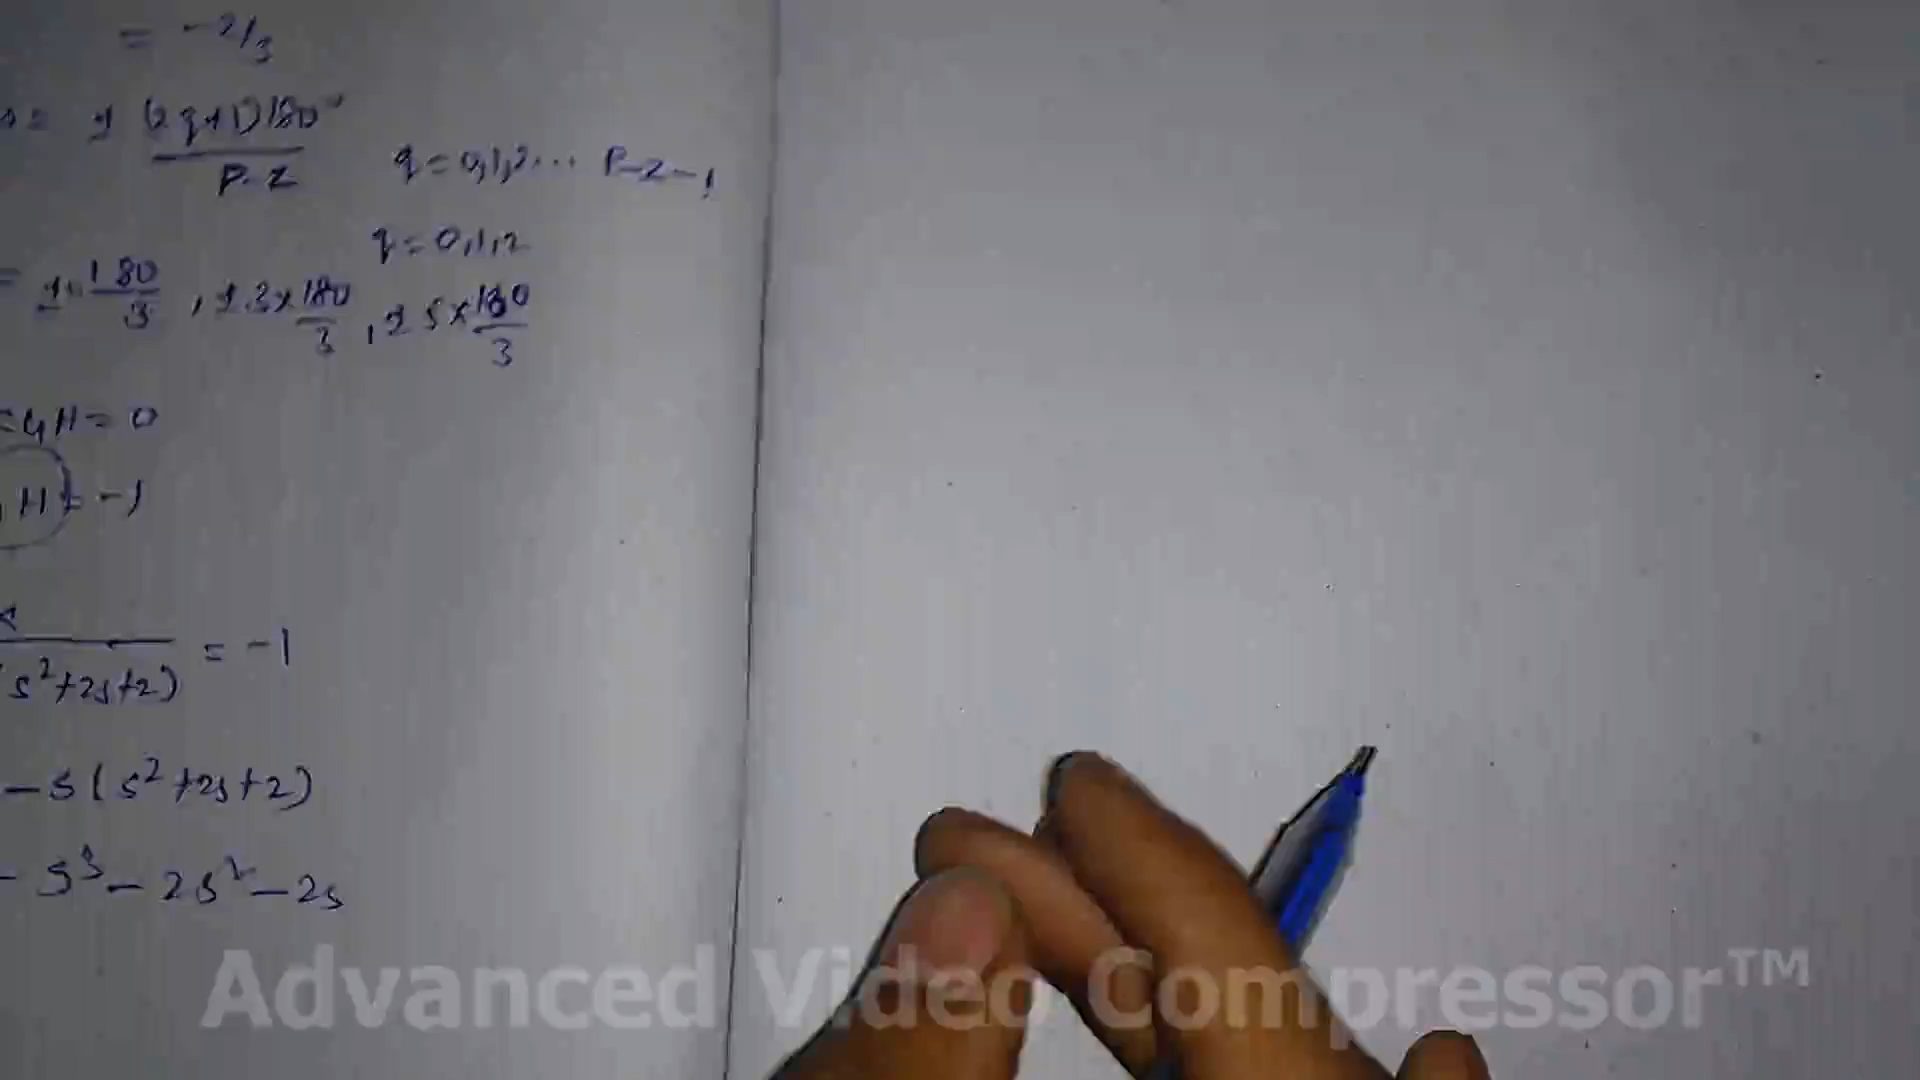 = -2/3
= ± (2q+1)180°
P-Z
q = 0,1,2... P-Z-1
q = 0,1,2
= ± 180/3 , ± 3×180/3 , ± 5×180/3
GH = 0
H = -1
(s²+2s+2) = -1
-s(s²+2s+2)
- s³ - 2s² - 2s
Advanced Video Compressor™